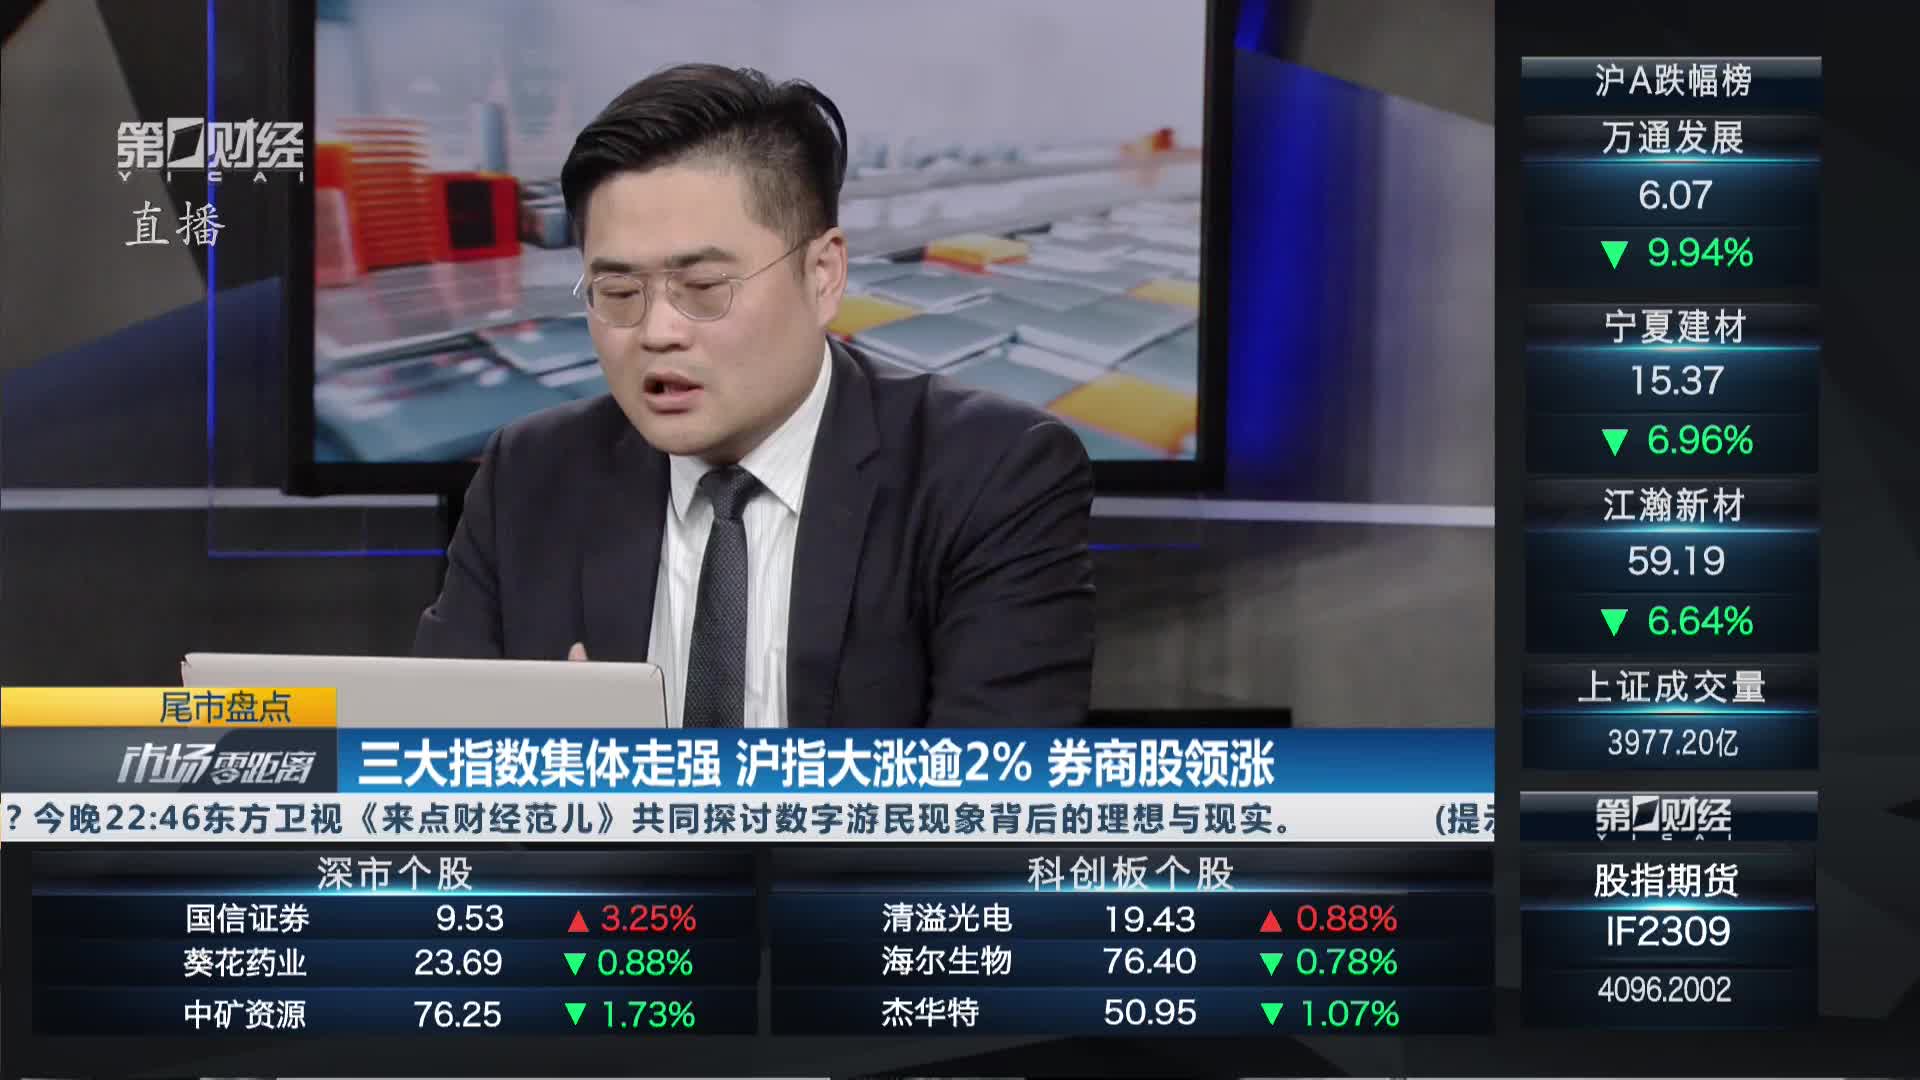 第一财经
YICAI
直播
尾市盘点
市场零距离
三大指数集体走强 沪指大涨逾2% 券商股领涨
? 今晚22:46东方卫视《来点财经范儿》共同探讨数字游民现象背后的理想与现实。 (提示
深市个股
国信证券 9.53 ▲ 3.25%
葵花药业 23.69 ▼ 0.88%
中矿资源 76.25 ▼ 1.73%
科创板个股
清溢光电 19.43 ▲ 0.88%
海尔生物 76.40 ▼ 0.78%
杰华特 50.95 ▼ 1.07%
沪A跌幅榜
万通发展
6.07
▼ 9.94%
宁夏建材
15.37
▼ 6.96%
江瀚新材
59.19
▼ 6.64%
上证成交量
3977.20亿
第一财经
YICAI
股指期货
IF2309
4096.2002